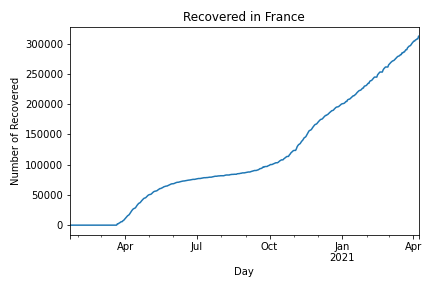 Recovered in France
Number of Recovered
300000
250000
200000
150000
100000
50000
0
Apr
Jul
Oct
Jan
2021
Apr
Day